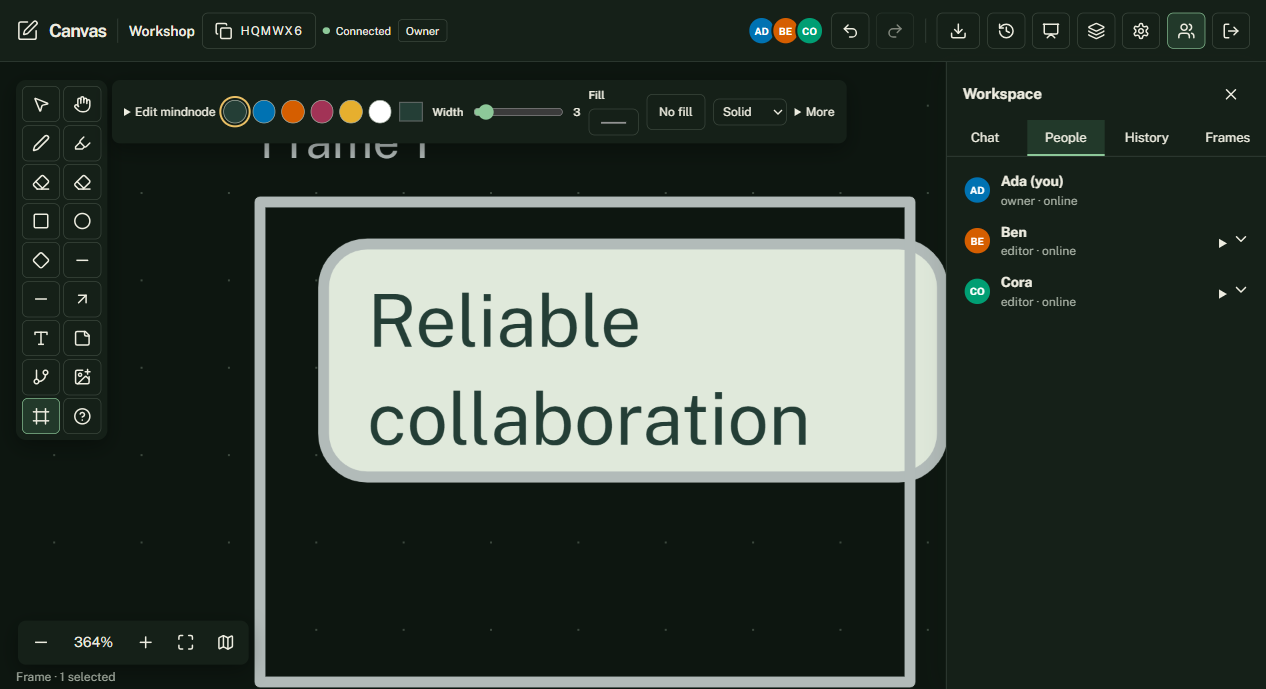 Canvas
Workshop
HQMWX6
Connected
Owner
AD
BE
CO
Edit mindnode
Width
3
Fill
No fill
Solid
More
Frame 1
Reliable
collaboration
364%
Frame · 1 selected
Workspace
Chat
People
History
Frames
AD
Ada (you)
owner · online
BE
Ben
editor · online
CO
Cora
editor · online